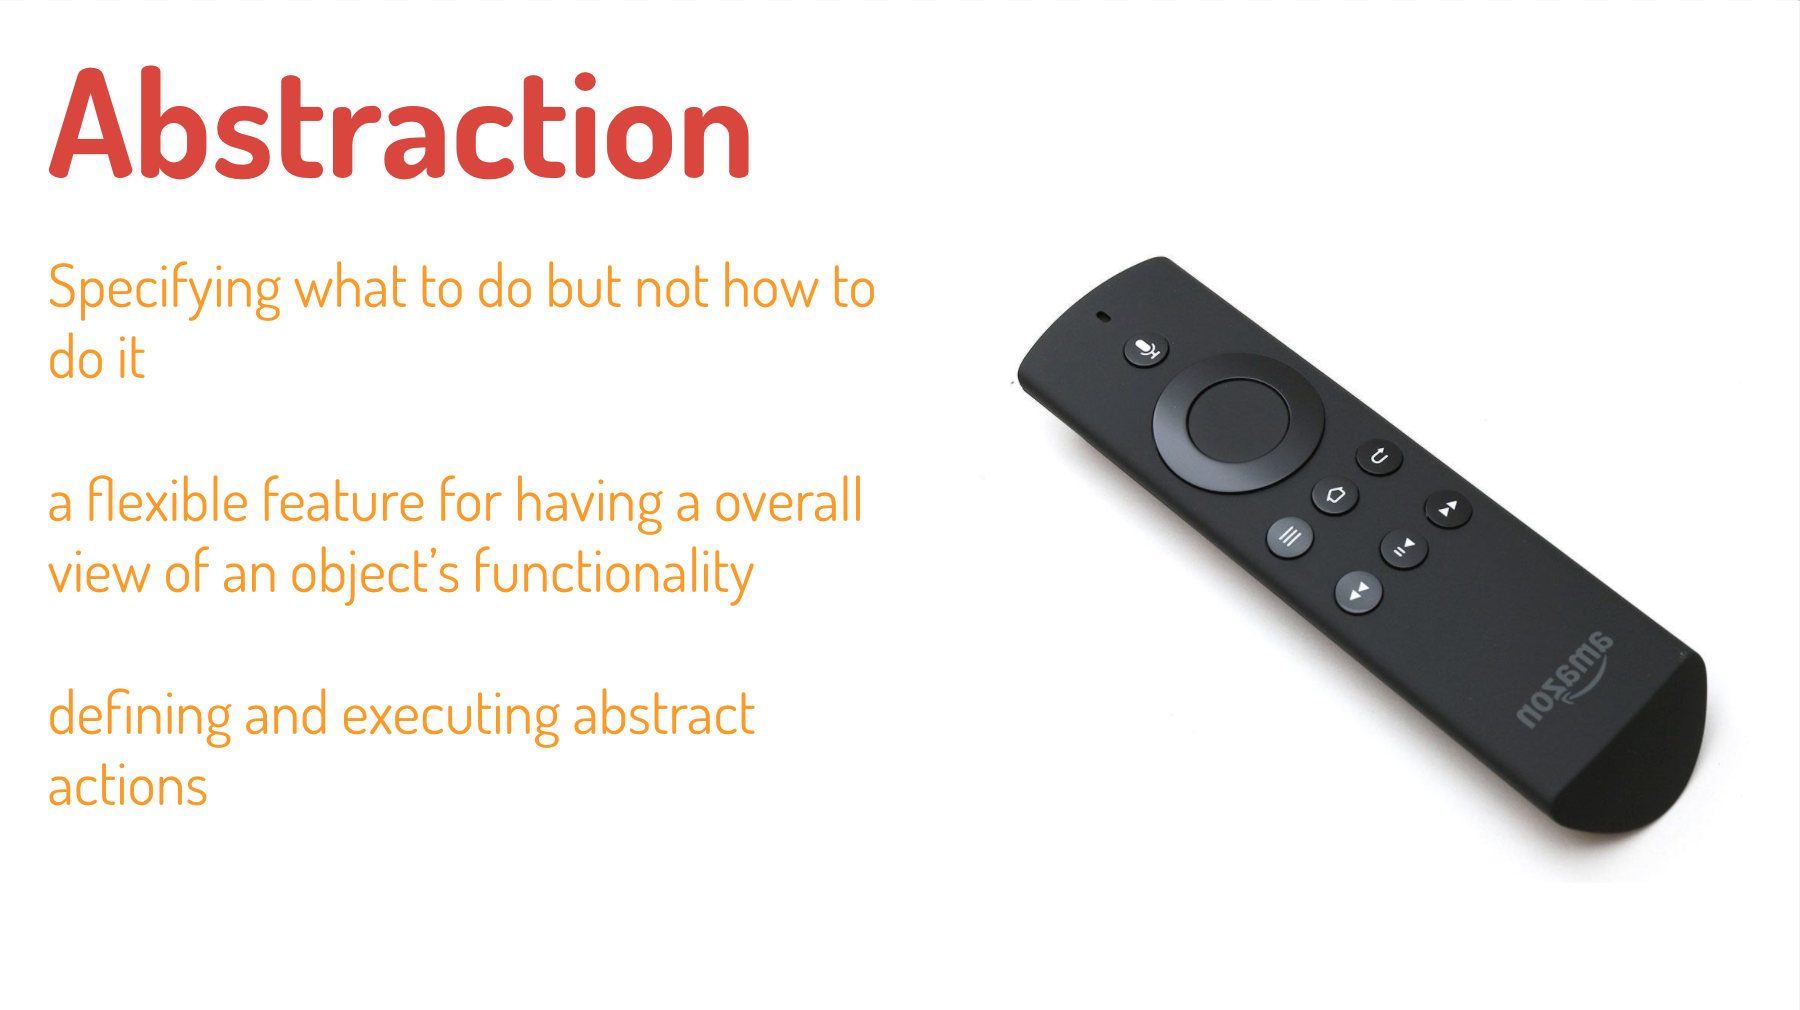 Abstraction
Specifying what to do but not how to
do it
a flexible feature for having a overall
view of an object’s functionality
defining and executing abstract
actions
amazon